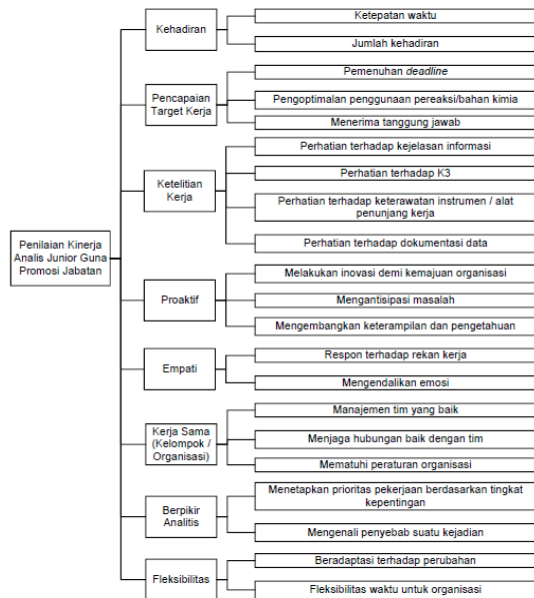 Penilaian Kinerja
Analis Junior Guna
Promosi Jabatan
Kehadiran
Ketepatan waktu
Jumlah kehadiran
Pencapaian
Target Kerja
Pemenuhan deadline
Pengoptimalan penggunaan pereaksi/bahan kimia
Menerima tanggung jawab
Ketelitian
Kerja
Perhatian terhadap kejelasan informasi
Perhatian terhadap K3
Perhatian terhadap keterawatan instrumen / alat
penunjang kerja
Perhatian terhadap dokumentasi data
Proaktif
Melakukan inovasi demi kemajuan organisasi
Mengantisipasi masalah
Mengembangkan keterampilan dan pengetahuan
Empati
Respon terhadap rekan kerja
Mengendalikan emosi
Kerja Sama
(Kelompok /
Organisasi)
Manajemen tim yang baik
Menjaga hubungan baik dengan tim
Mematuhi peraturan organisasi
Berpikir
Analitis
Menetapkan prioritas pekerjaan berdasarkan tingkat
kepentingan
Mengenali penyebab suatu kejadian
Fleksibilitas
Beradaptasi terhadap perubahan
Fleksibilitas waktu untuk organisasi